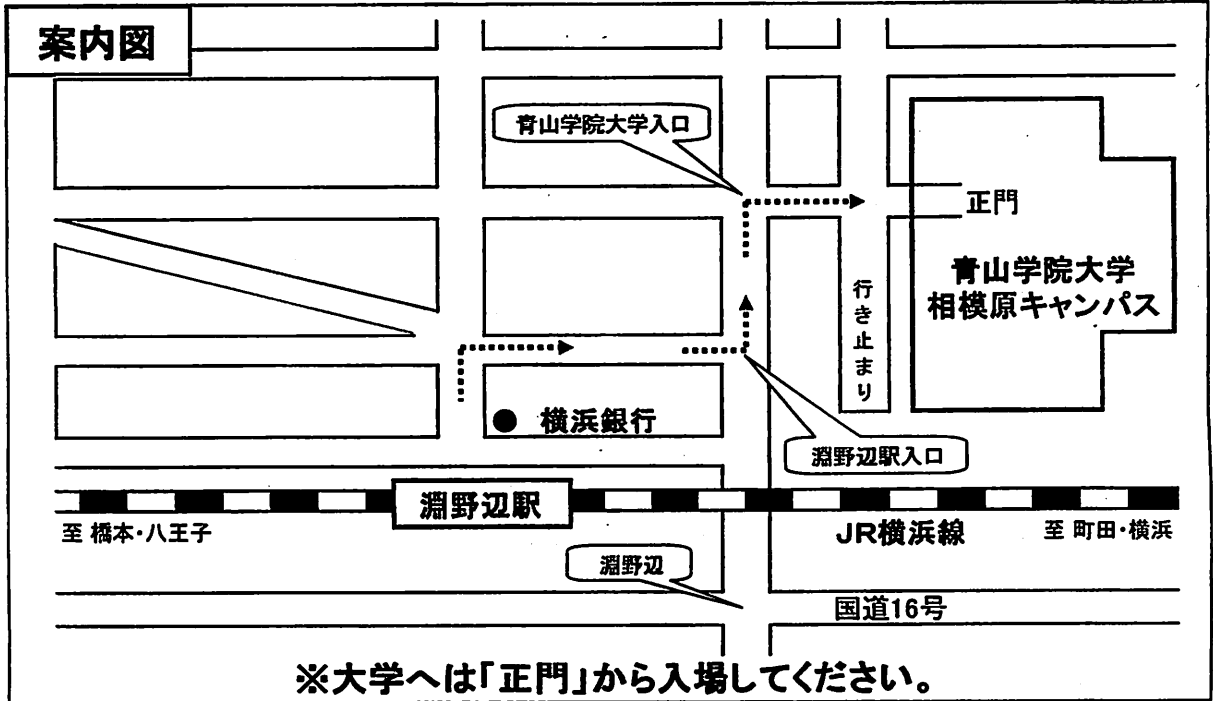 案内図
青山学院大学入口
正門
青山学院大学
相模原キャンパス
行き止まり
● 横浜銀行
淵野辺駅入口
淵野辺駅
至 橋本・八王子
JR横浜線
至 町田・横浜
淵野辺
国道16号
※大学へは「正門」から入場してください。